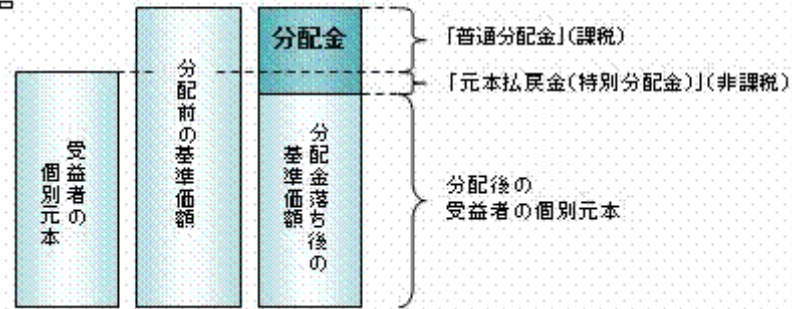 受益者の
個別元本
分配前の基準価額
分配金
分配金落ち後の
基準価額
「普通分配金」(課税)
「元本払戻金(特別分配金)」(非課税)
分配後の
受益者の個別元本